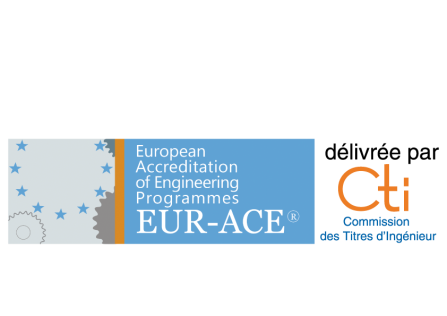 European
Accreditation
of Engineering
Programmes
EUR-ACE®
délivrée par
Cti
Commission
des Titres d'Ingénieur